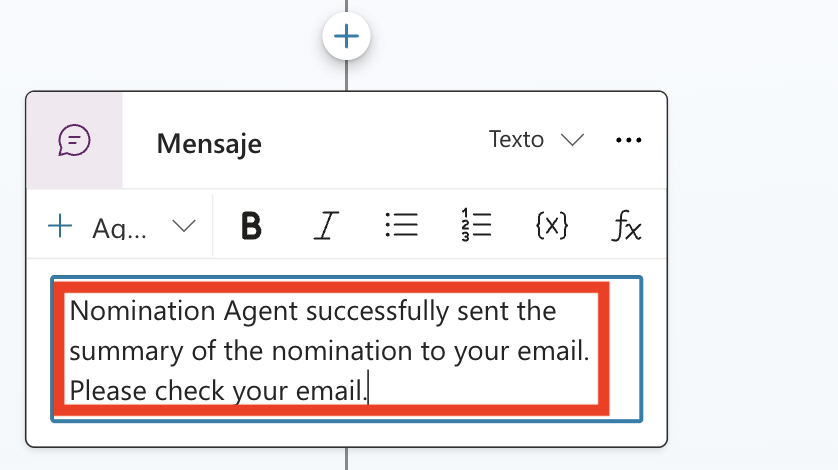 Mensaje
Texto
Ag...
B I {x} fx
Nomination Agent successfully sent the
summary of the nomination to your email.
Please check your email.